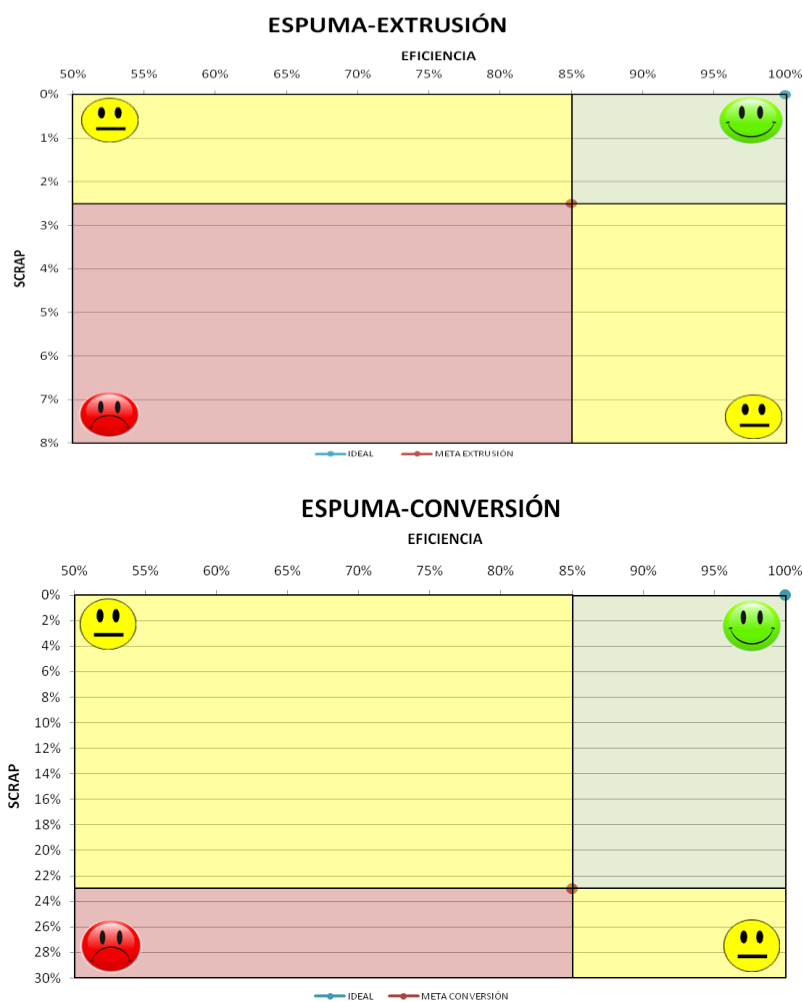 ESPUMA-EXTRUSIÓN
EFICIENCIA
50% 55% 60% 65% 70% 75% 80% 85% 90% 95% 100%
0%
1%
2%
3%
SCRAP
4%
5%
6%
7%
8%
IDEAL META EXTRUSIÓN
ESPUMA-CONVERSIÓN
EFICIENCIA
50% 55% 60% 65% 70% 75% 80% 85% 90% 95% 100%
0%
2%
4%
6%
8%
10%
12%
14%
SCRAP
16%
18%
20%
22%
24%
26%
28%
30%
IDEAL META CONVERSIÓN